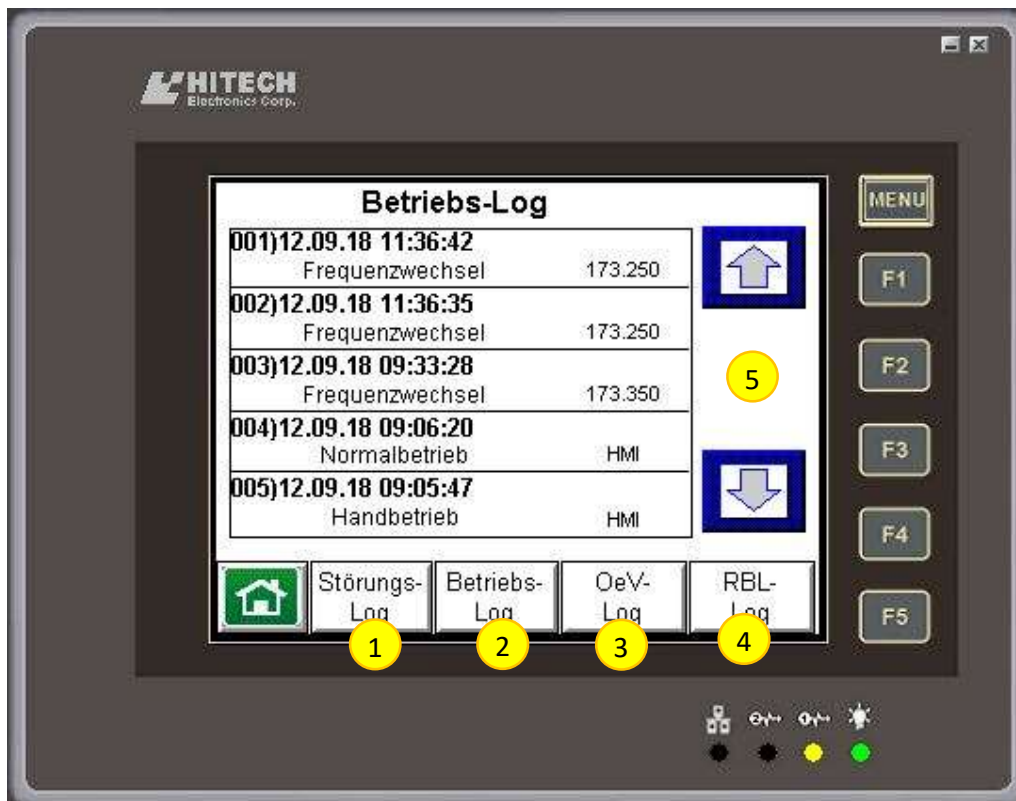 HITECH
Electronics Corp.
MENU
Betriebs-Log
001)12.09.18 11:36:42
Frequenzwechsel 173.250
F1
002)12.09.18 11:36:35
Frequenzwechsel 173.250
003)12.09.18 09:33:28
Frequenzwechsel 173.350
5
F2
004)12.09.18 09:06:20
Normalbetrieb HMI
F3
005)12.09.18 09:05:47
Handbetrieb HMI
F4
Störungs-
Log
Betriebs-
Log
OeV-
Log
RBL-
Log
F5
1
2
3
4